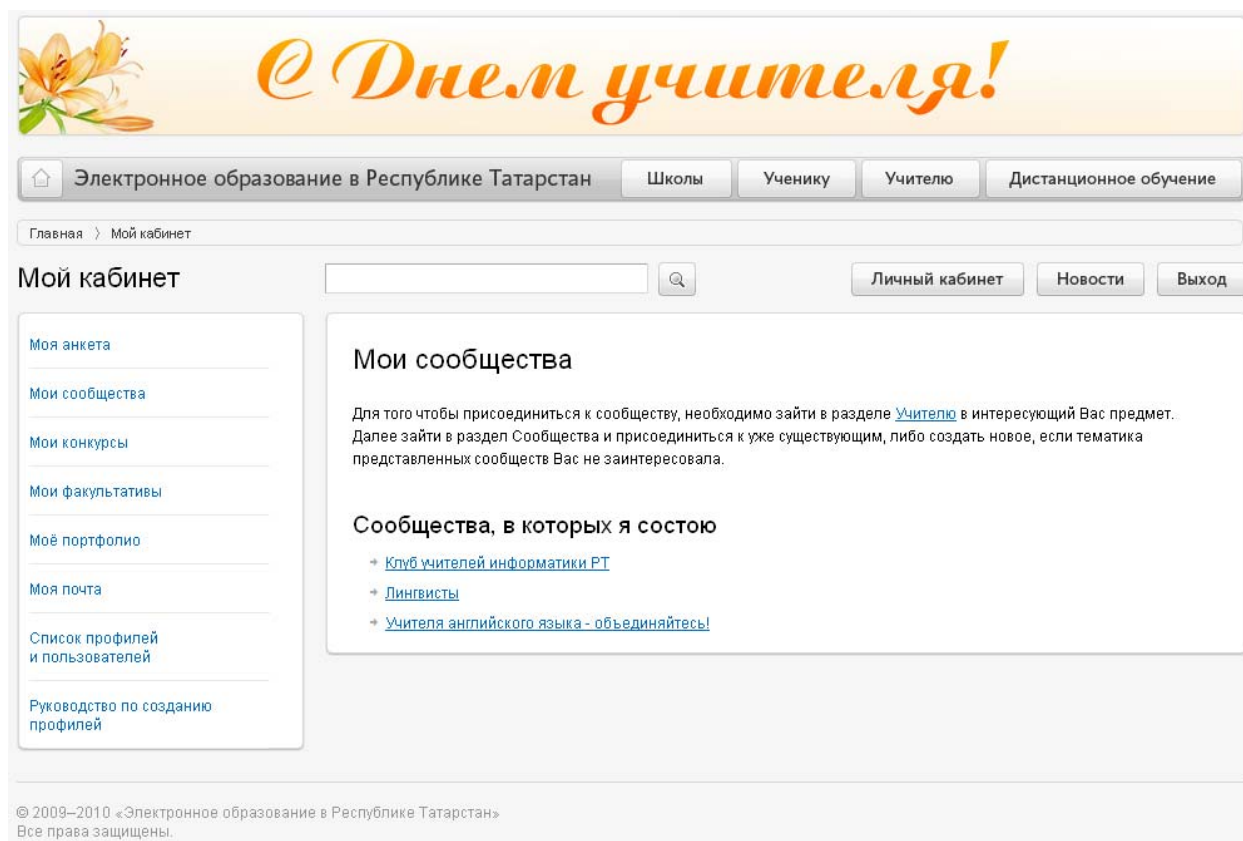 С Днем учителя!
Электронное образование в Республике Татарстан
Школы
Ученику
Учителю
Дистанционное обучение
Главная 〉 Мой кабинет
Мой кабинет
Личный кабинет
Новости
Выход
Моя анкета
Мои сообщества
Мои конкурсы
Мои факультативы
Моё портфолио
Моя почта
Список профилей
и пользователей
Руководство по созданию
профилей
Мои сообщества
Для того чтобы присоединиться к сообществу, необходимо зайти в разделе Учителю в интересующий Вас предмет.
Далее зайти в раздел Сообщества и присоединиться к уже существующим, либо создать новое, если тематика
представленных сообществ Вас не заинтересовала.
Сообщества, в которых я состою
Клуб учителей информатики РТ
Лингвисты
Учителя английского языка - объединяйтесь!
© 2009–2010 «Электронное образование в Республике Татарстан»
Все права защищены.